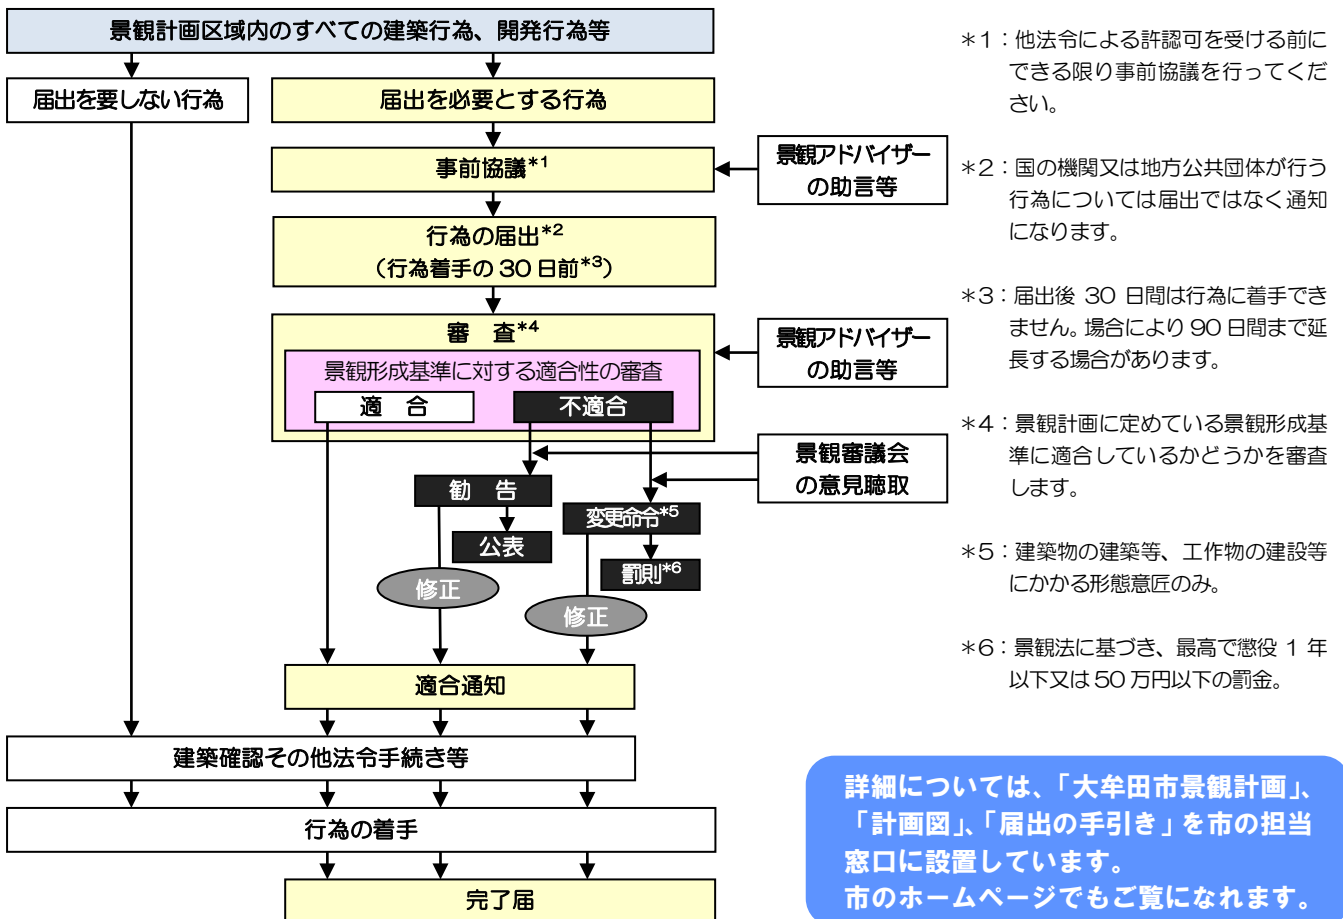 景観計画区域内のすべての建築行為、開発行為等
届出を要しない行為
届出を必要とする行為
事前協議*1
景観アドバイザー
の助言等
行為の届出*2
（行為着手の30日前*3）
審　査*4
景観アドバイザー
の助言等
景観形成基準に対する適合性の審査
適　合
不適合
景観審議会
の意見聴取
勧　告
変更命令*5
公表
罰則*6
修正
修正
適合通知
建築確認その他法令手続き等
行為の着手
完了届
＊1：他法令による許認可を受ける前に
できる限り事前協議を行ってくだ
さい。
＊2：国の機関又は地方公共団体が行う
行為については届出ではなく通知
になります。
＊3：届出後 30 日間は行為に着手でき
ません。場合により90日間まで延
長する場合があります。
＊4：景観計画に定めている景観形成基
準に適合しているかどうかを審査
します。
＊5：建築物の建築等、工作物の建設等
にかかる形態意匠のみ。
＊6：景観法に基づき、最高で懲役 1 年
以下又は50万円以下の罰金。
詳細については、「大牟田市景観計画」、
「計画図」、「届出の手引き」を市の担当
窓口に設置しています。
市のホームページでもご覧になれます。